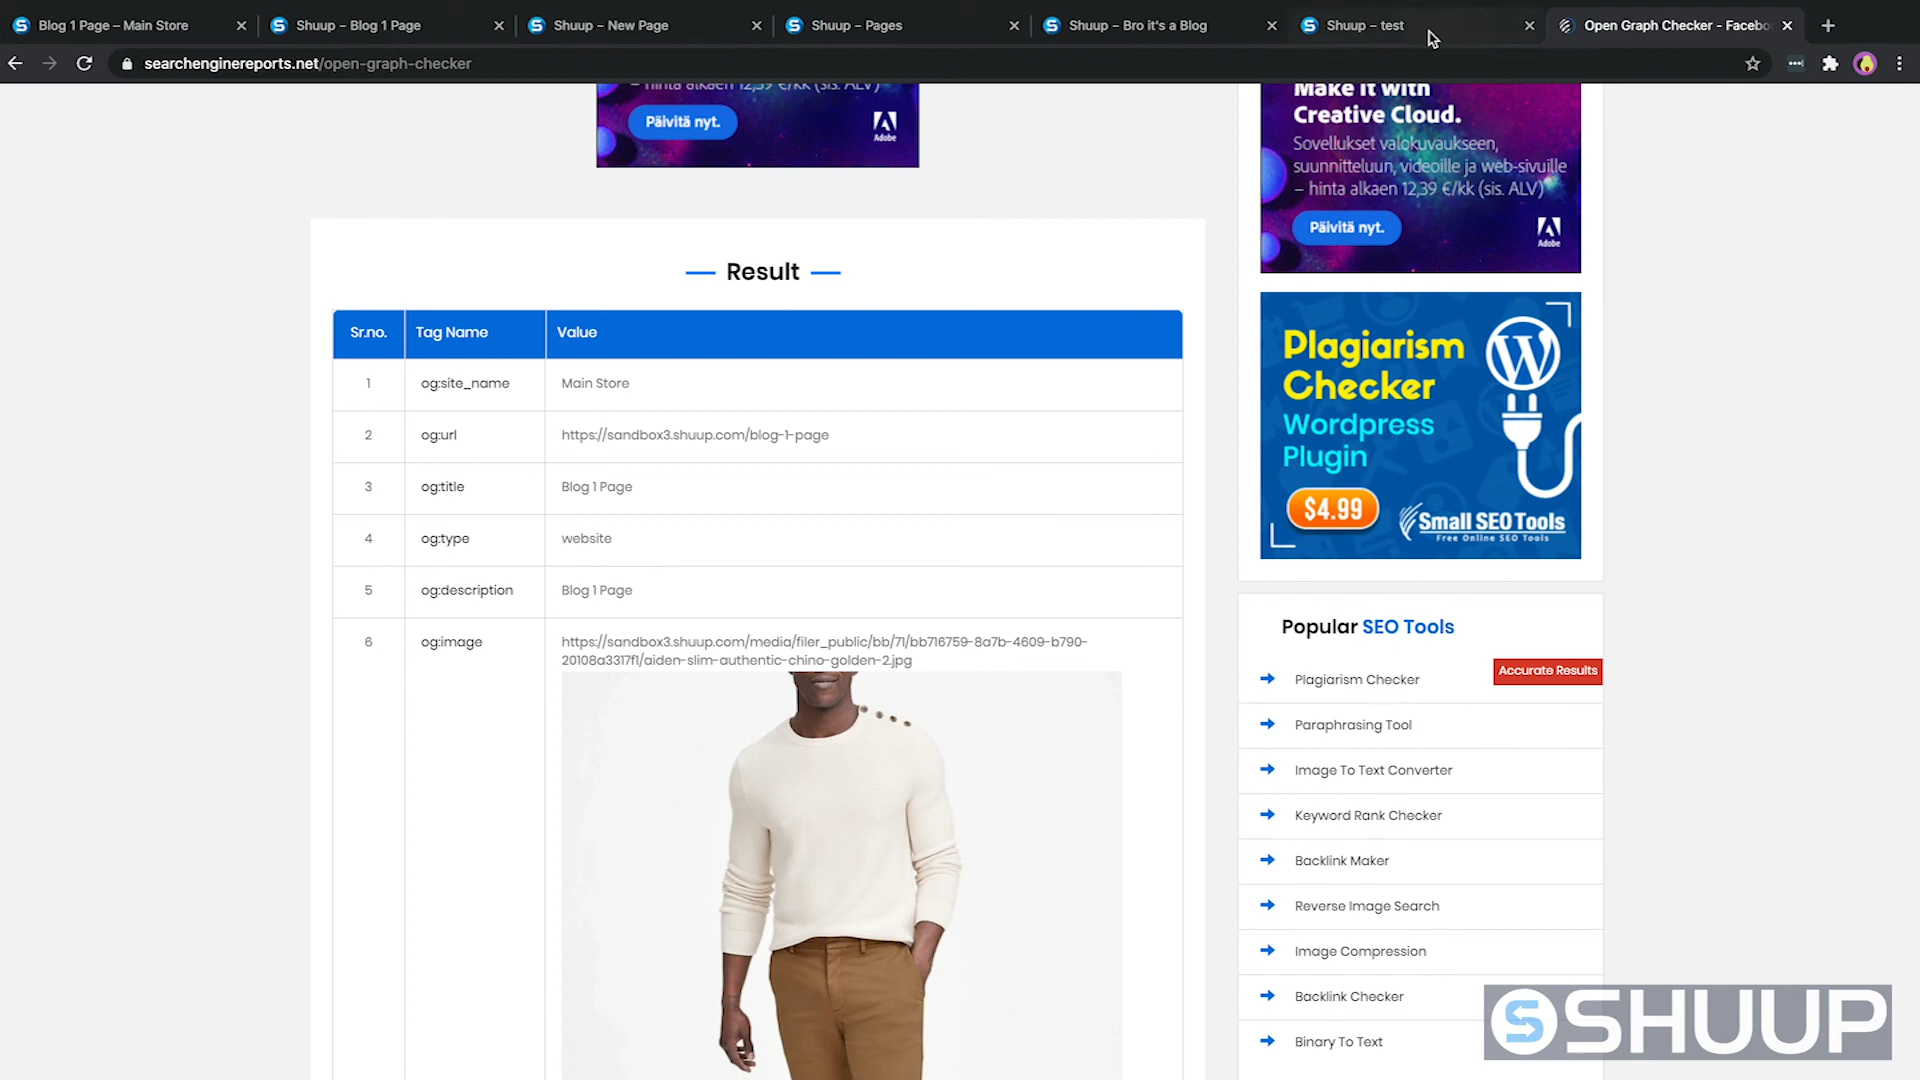 Blog 1 Page – Main Store
Shuup – Blog 1 Page
Shuup – New Page
Shuup – Pages
Shuup – Bro it's a Blog
Shuup – test
Open Graph Checker - Facebo
searchenginereports.net/open-graph-checker
– hinta alkaen 12,39 €/kk (sis. ALV)
Päivitä nyt.
Adobe
Make it with
Creative Cloud.
Sovellukset valokuvaukseen,
suunnitteluun, videoille ja web-sivuille
– hinta alkaen 12,39 €/kk (sis. ALV)
Päivitä nyt.
Adobe
Result
Sr.no. Tag Name Value
1 og:site_name Main Store
2 og:url https://sandbox3.shuup.com/blog-1-page
3 og:title Blog 1 Page
4 og:type website
5 og:description Blog 1 Page
6 og:image https://sandbox3.shuup.com/media/filer_public/bb/71/bb716759-8a7b-4609-b790-
20108a3317f1/aiden-slim-authentic-chino-golden-2.jpg
Plagiarism
Checker
Wordpress
Plugin
$4.99
Small SEO Tools
Free Online SEO Tools
Popular SEO Tools
Accurate Results
Plagiarism Checker
Paraphrasing Tool
Image To Text Converter
Keyword Rank Checker
Backlink Maker
Reverse Image Search
Image Compression
Backlink Checker
Binary To Text
SHUUP